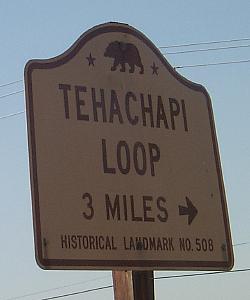 TEHACHAPI
LOOP
3 MILES →
HISTORICAL LANDMARK NO. 508